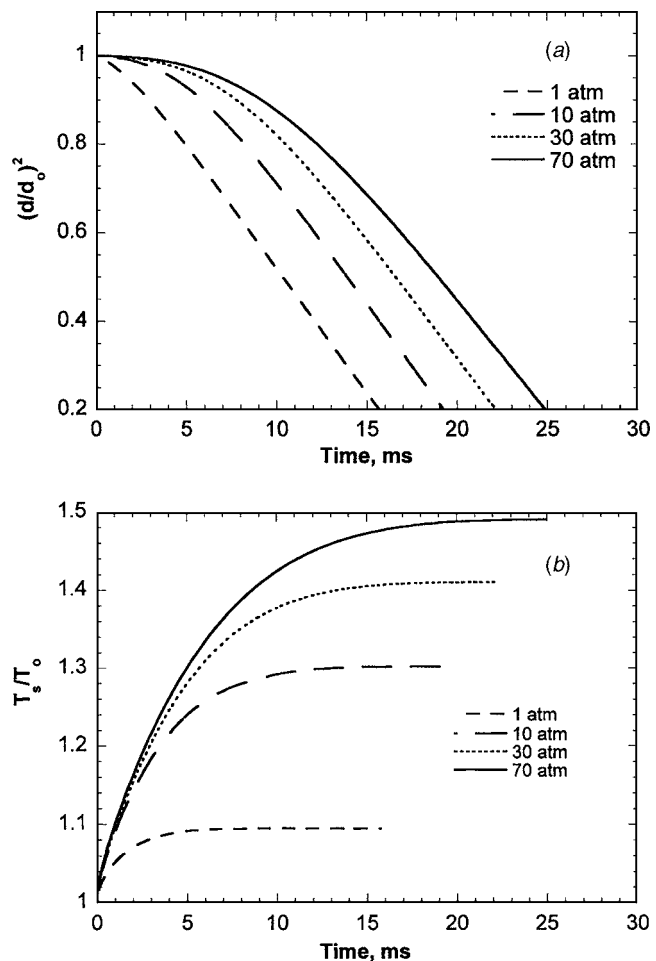 (a)
1
0.8
0.6
0.4
0.2
(d/d_o)^2
1 atm
10 atm
30 atm
70 atm
0 5 10 15 20 25 30
Time, ms
(b)
1.5
1.4
1.3
1.2
1.1
1
T_s/T_o
1 atm
10 atm
30 atm
70 atm
0 5 10 15 20 25 30
Time, ms